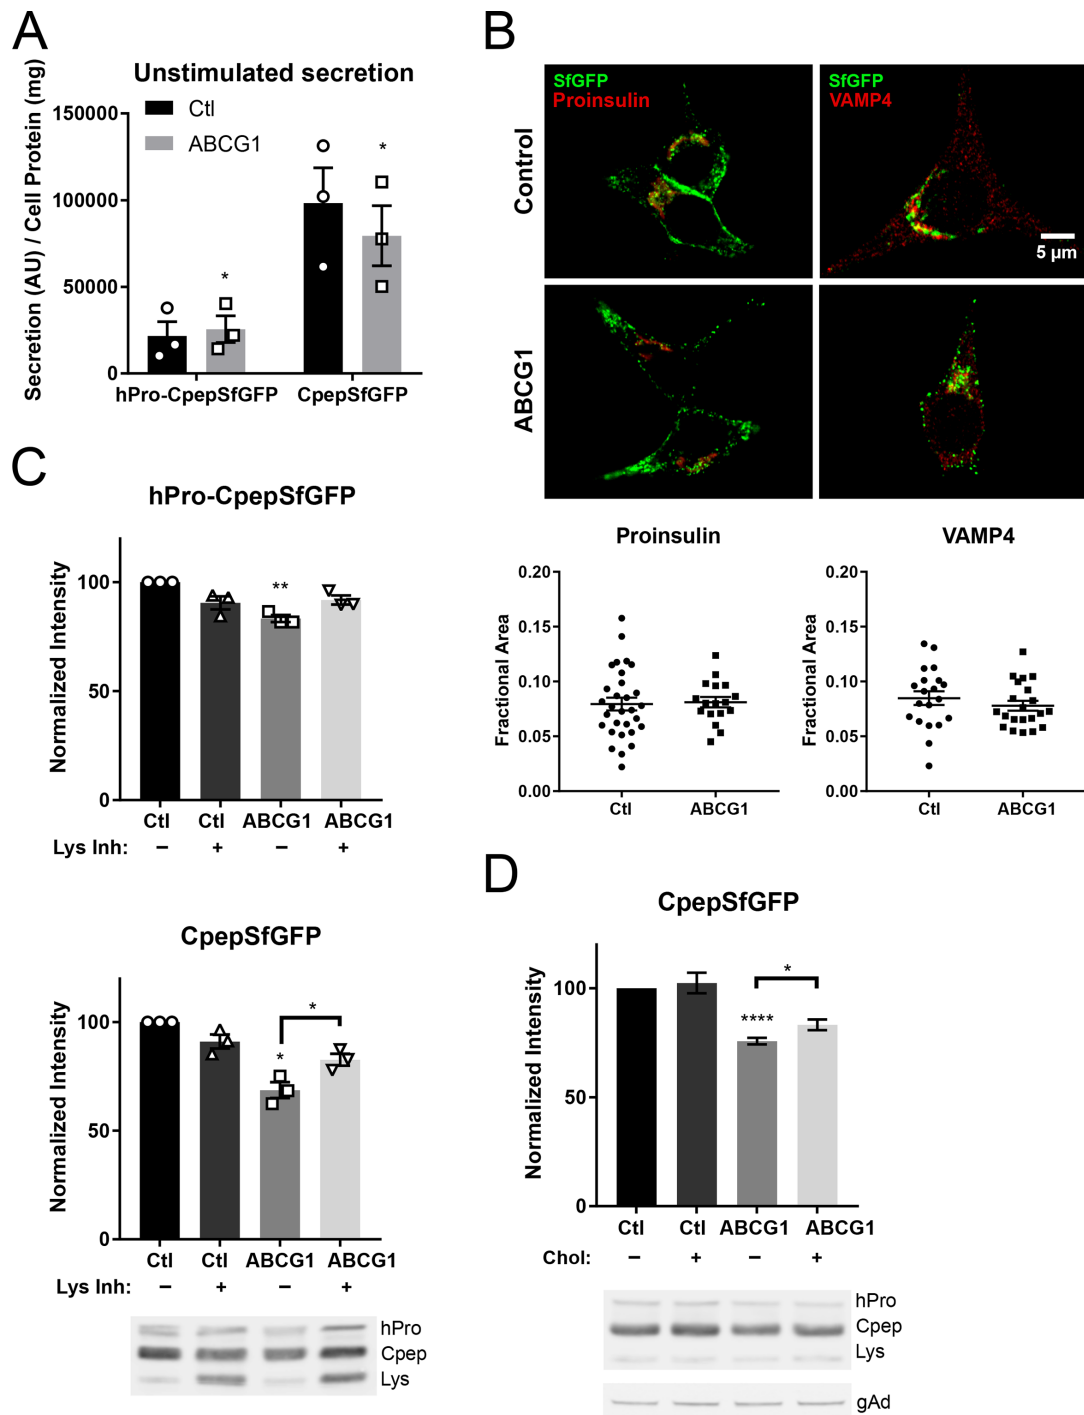 A
Unstimulated secretion
Ctl
ABCG1
Secretion (AU) / Cell Protein (mg)
150000
100000
50000
0
*
*
hPro-CpepSfGFP
CpepSfGFP
B
SfGFP
Proinsulin
SfGFP
VAMP4
Control
5 µm
ABCG1
Proinsulin
Fractional Area
0.20
0.15
0.10
0.05
0.00
Ctl
ABCG1
VAMP4
Fractional Area
0.20
0.15
0.10
0.05
0.00
Ctl
ABCG1
C
hPro-CpepSfGFP
Normalized Intensity
100
50
0
**
Ctl Ctl ABCG1 ABCG1
Lys Inh: – + – +
CpepSfGFP
Normalized Intensity
100
50
0
*
*
Ctl Ctl ABCG1 ABCG1
Lys Inh: – + – +
hPro
Cpep
Lys
D
CpepSfGFP
Normalized Intensity
100
50
0
*
****
Ctl Ctl ABCG1 ABCG1
Chol: – + – +
hPro
Cpep
Lys
gAd